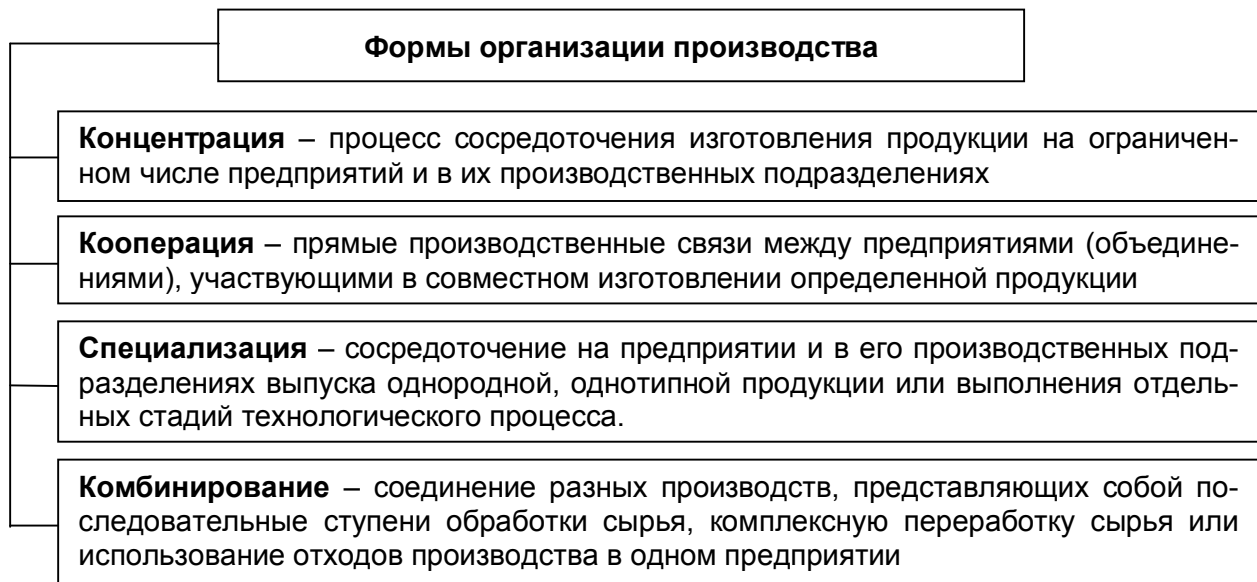 Формы организации производства
Концентрация – процесс сосредоточения изготовления продукции на ограничен-
ном числе предприятий и в их производственных подразделениях
Кооперация – прямые производственные связи между предприятиями (объедине-
ниями), участвующими в совместном изготовлении определенной продукции
Специализация – сосредоточение на предприятии и в его производственных под-
разделениях выпуска однородной, однотипной продукции или выполнения отдель-
ных стадий технологического процесса.
Комбинирование – соединение разных производств, представляющих собой по-
следовательные ступени обработки сырья, комплексную переработку сырья или
использование отходов производства в одном предприятии